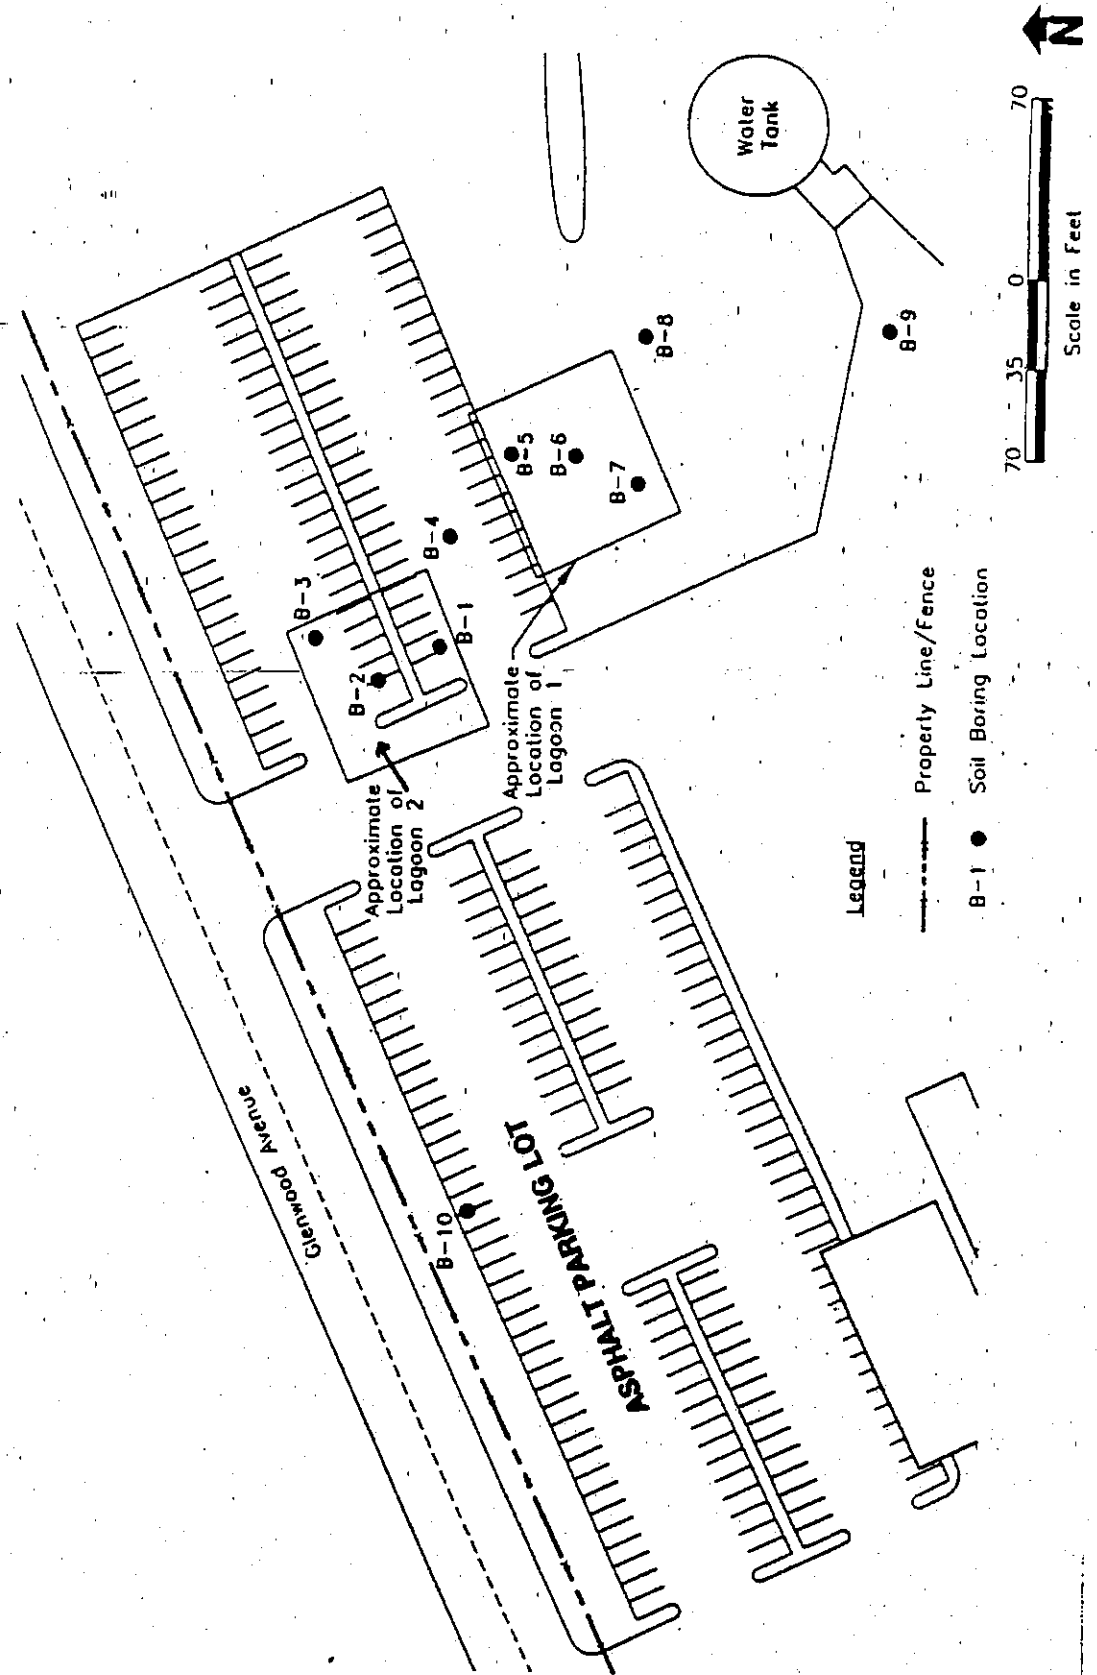 Glenwood Avenue
B-10
ASPHALT PARKING LOT
Approximate
Location of
Lagoon 2
B-2
B-3
B-1
B-4
Approximate
Location of
Lagoon 1
B-5
B-6
B-7
B-8
B-9
Water
Tank
Legend
Property Line/Fence
B-1 Soil Boring Location
70 35 0 70
Scale in Feet
N